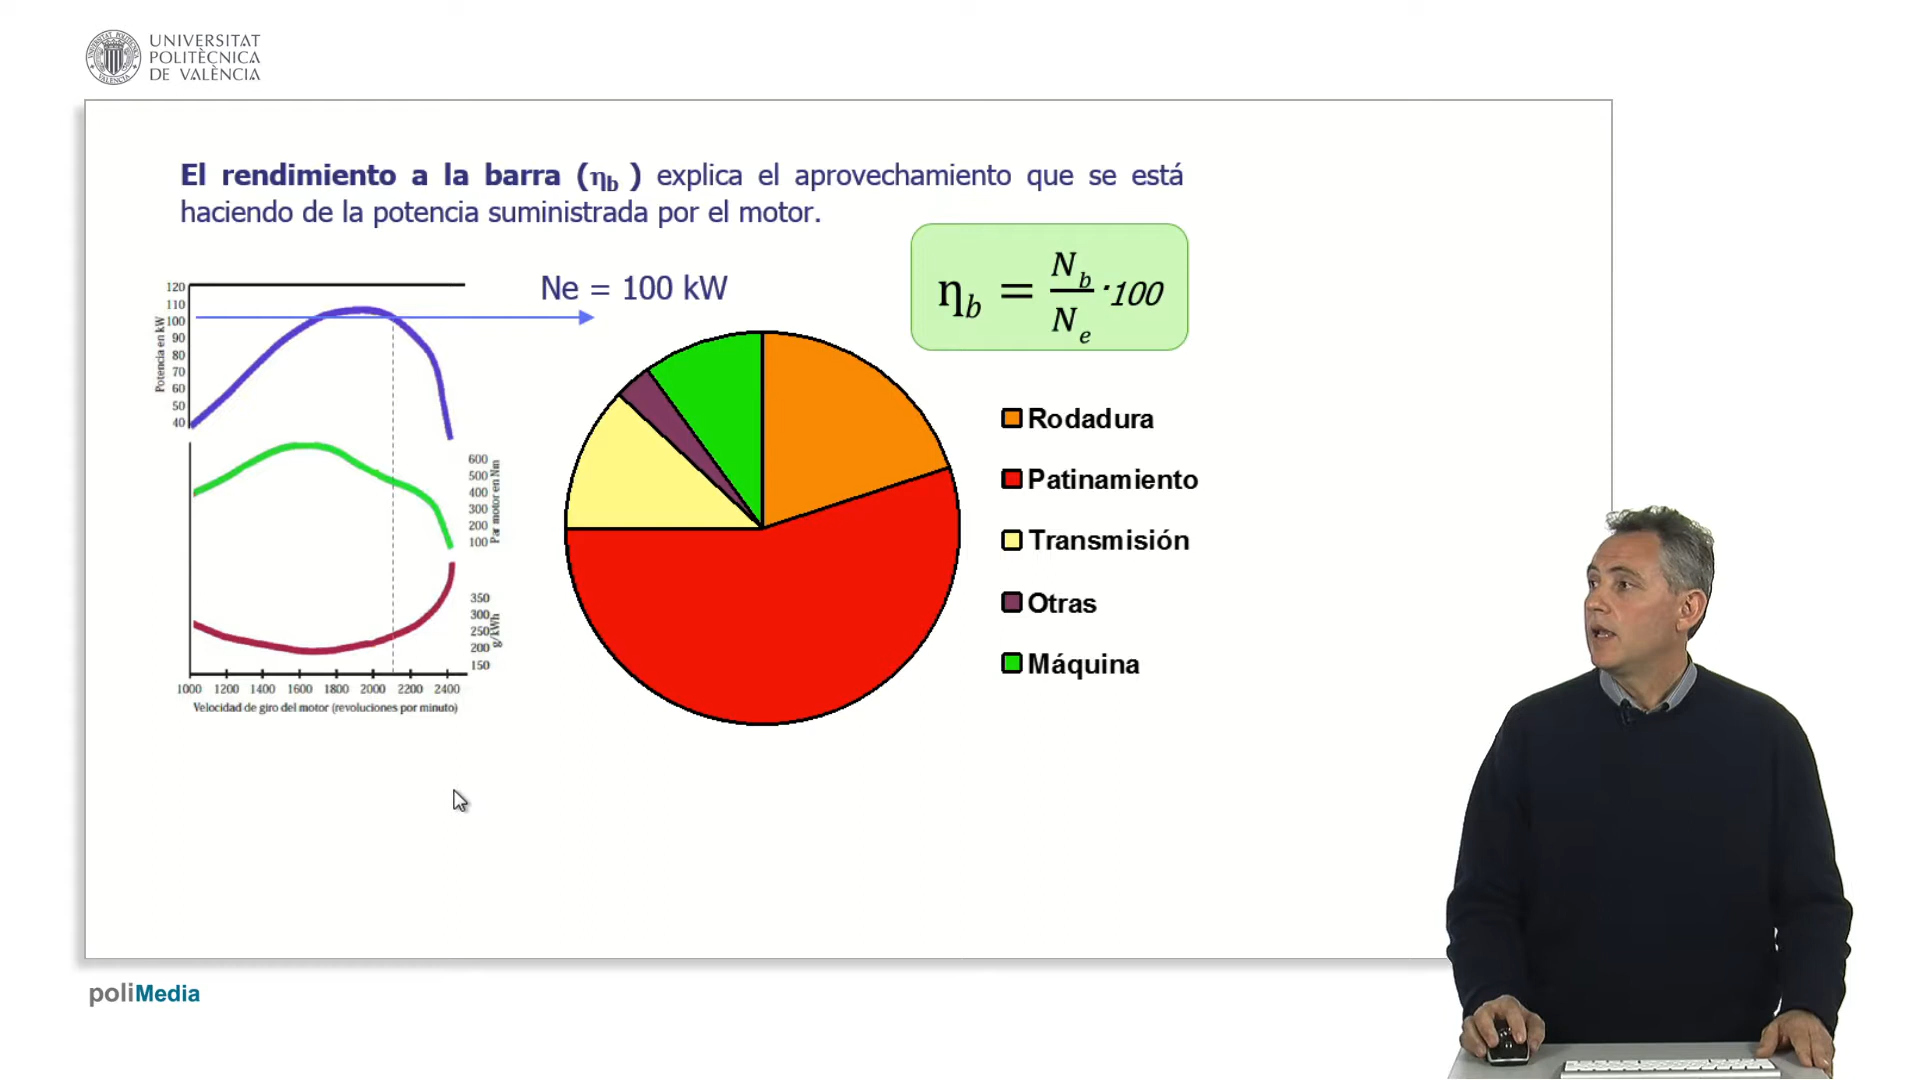 UNIVERSITAT
POLITÈCNICA
DE VALÈNCIA
El rendimiento a la barra (ηb ) explica el aprovechamiento que se está
haciendo de la potencia suministrada por el motor.
Ne = 100 kW
ηb = Nb/Ne ·100
120
110
100
90
80
70
60
50
40
Potencia en kW
600
500
400
300
200
100
Par motor en Nm
350
300
250
200
150
g/kWh
1000 1200 1400 1600 1800 2000 2200 2400
Velocidad de giro del motor (revoluciones por minuto)
Rodadura
Patinamiento
Transmisión
Otras
Máquina
poliMedia